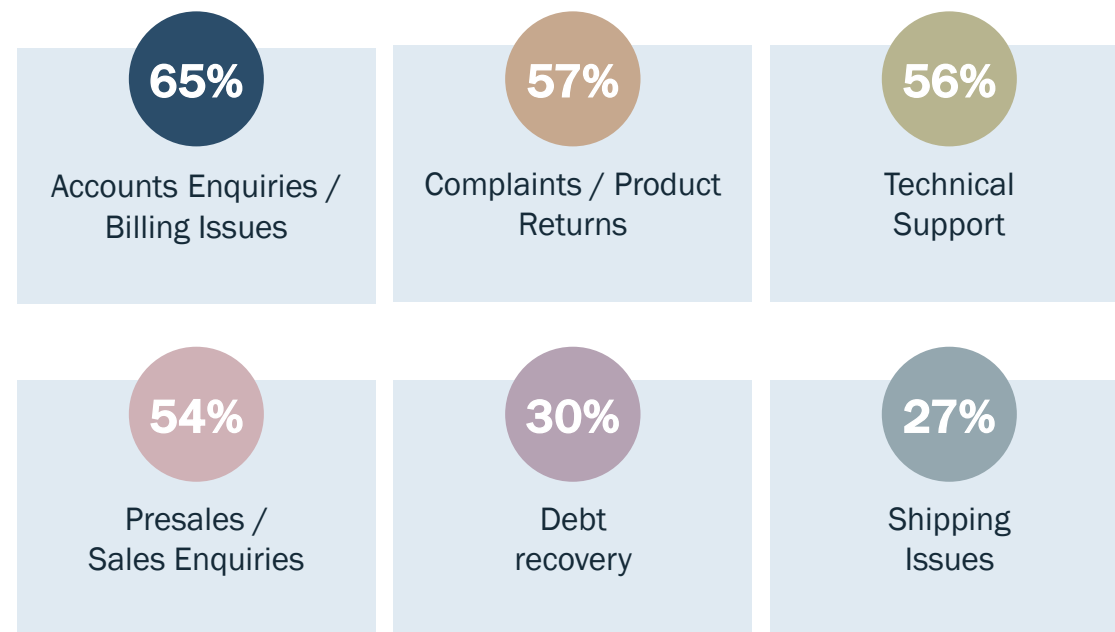 65%
Accounts Enquiries /
Billing Issues
57%
Complaints / Product
Returns
56%
Technical
Support
54%
Presales /
Sales Enquiries
30%
Debt
recovery
27%
Shipping
Issues